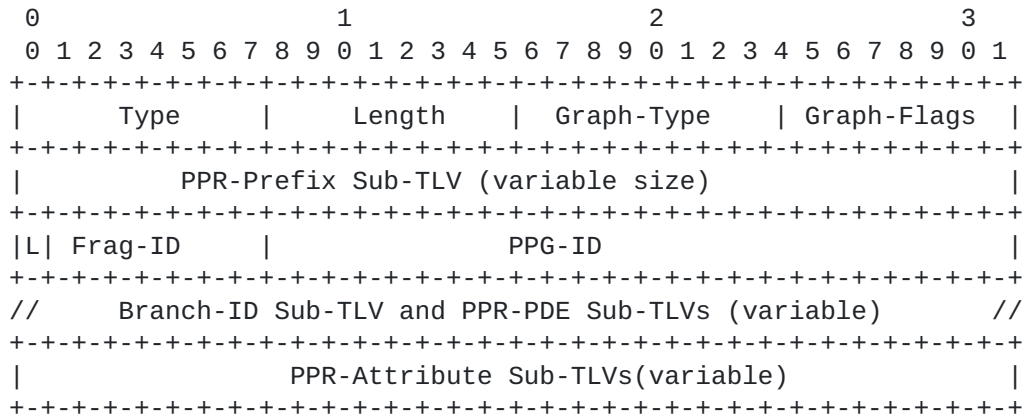 0                   1                   2                   3
 0 1 2 3 4 5 6 7 8 9 0 1 2 3 4 5 6 7 8 9 0 1 2 3 4 5 6 7 8 9 0 1
+-+-+-+-+-+-+-+-+-+-+-+-+-+-+-+-+-+-+-+-+-+-+-+-+-+-+-+-+-+-+-+-+
|      Type     |     Length    |  Graph-Type    | Graph-Flags  |
+-+-+-+-+-+-+-+-+-+-+-+-+-+-+-+-+-+-+-+-+-+-+-+-+-+-+-+-+-+-+-+-+
|          PPR-Prefix Sub-TLV (variable size)                   |
+-+-+-+-+-+-+-+-+-+-+-+-+-+-+-+-+-+-+-+-+-+-+-+-+-+-+-+-+-+-+-+-+
|L| Frag-ID     |               PPG-ID                          |
+-+-+-+-+-+-+-+-+-+-+-+-+-+-+-+-+-+-+-+-+-+-+-+-+-+-+-+-+-+-+-+-+
//     Branch-ID Sub-TLV and PPR-PDE Sub-TLVs (variable)       //
+-+-+-+-+-+-+-+-+-+-+-+-+-+-+-+-+-+-+-+-+-+-+-+-+-+-+-+-+-+-+-+-+
|                 PPR-Attribute Sub-TLVs(variable)              |
+-+-+-+-+-+-+-+-+-+-+-+-+-+-+-+-+-+-+-+-+-+-+-+-+-+-+-+-+-+-+-+-+